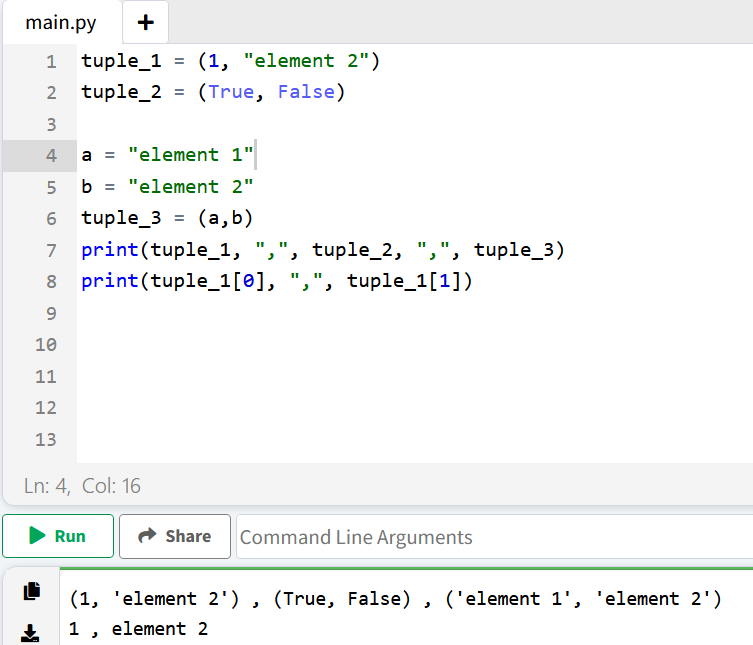 main.py +
1 tuple_1 = (1, "element 2")
2 tuple_2 = (True, False)
3
4 a = "element 1"
5 b = "element 2"
6 tuple_3 = (a,b)
7 print(tuple_1, ",", tuple_2, ",", tuple_3)
8 print(tuple_1[0], ",", tuple_1[1])
9
10
11
12
13
Ln: 4, Col: 16
Run Share Command Line Arguments
(1, 'element 2') , (True, False) , ('element 1', 'element 2')
1 , element 2